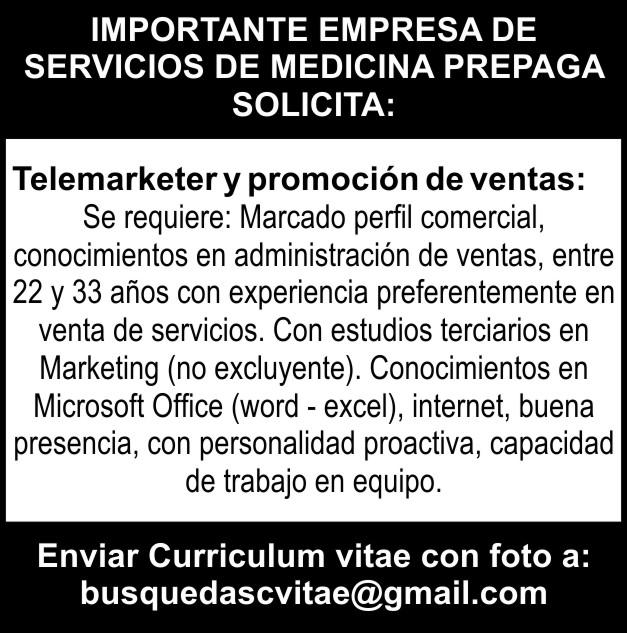 IMPORTANTE EMPRESA DE
SERVICIOS DE MEDICINA PREPAGA
SOLICITA:
Telemarketer y promoción de ventas:
Se requiere: Marcado perfil comercial,
conocimientos en administración de ventas, entre
22 y 33 años con experiencia preferentemente en
venta de servicios. Con estudios terciarios en
Marketing (no excluyente). Conocimientos en
Microsoft Office (word - excel), internet, buena
presencia, con personalidad proactiva, capacidad
de trabajo en equipo.
Enviar Curriculum vitae con foto a:
busquedascvitae@gmail.com